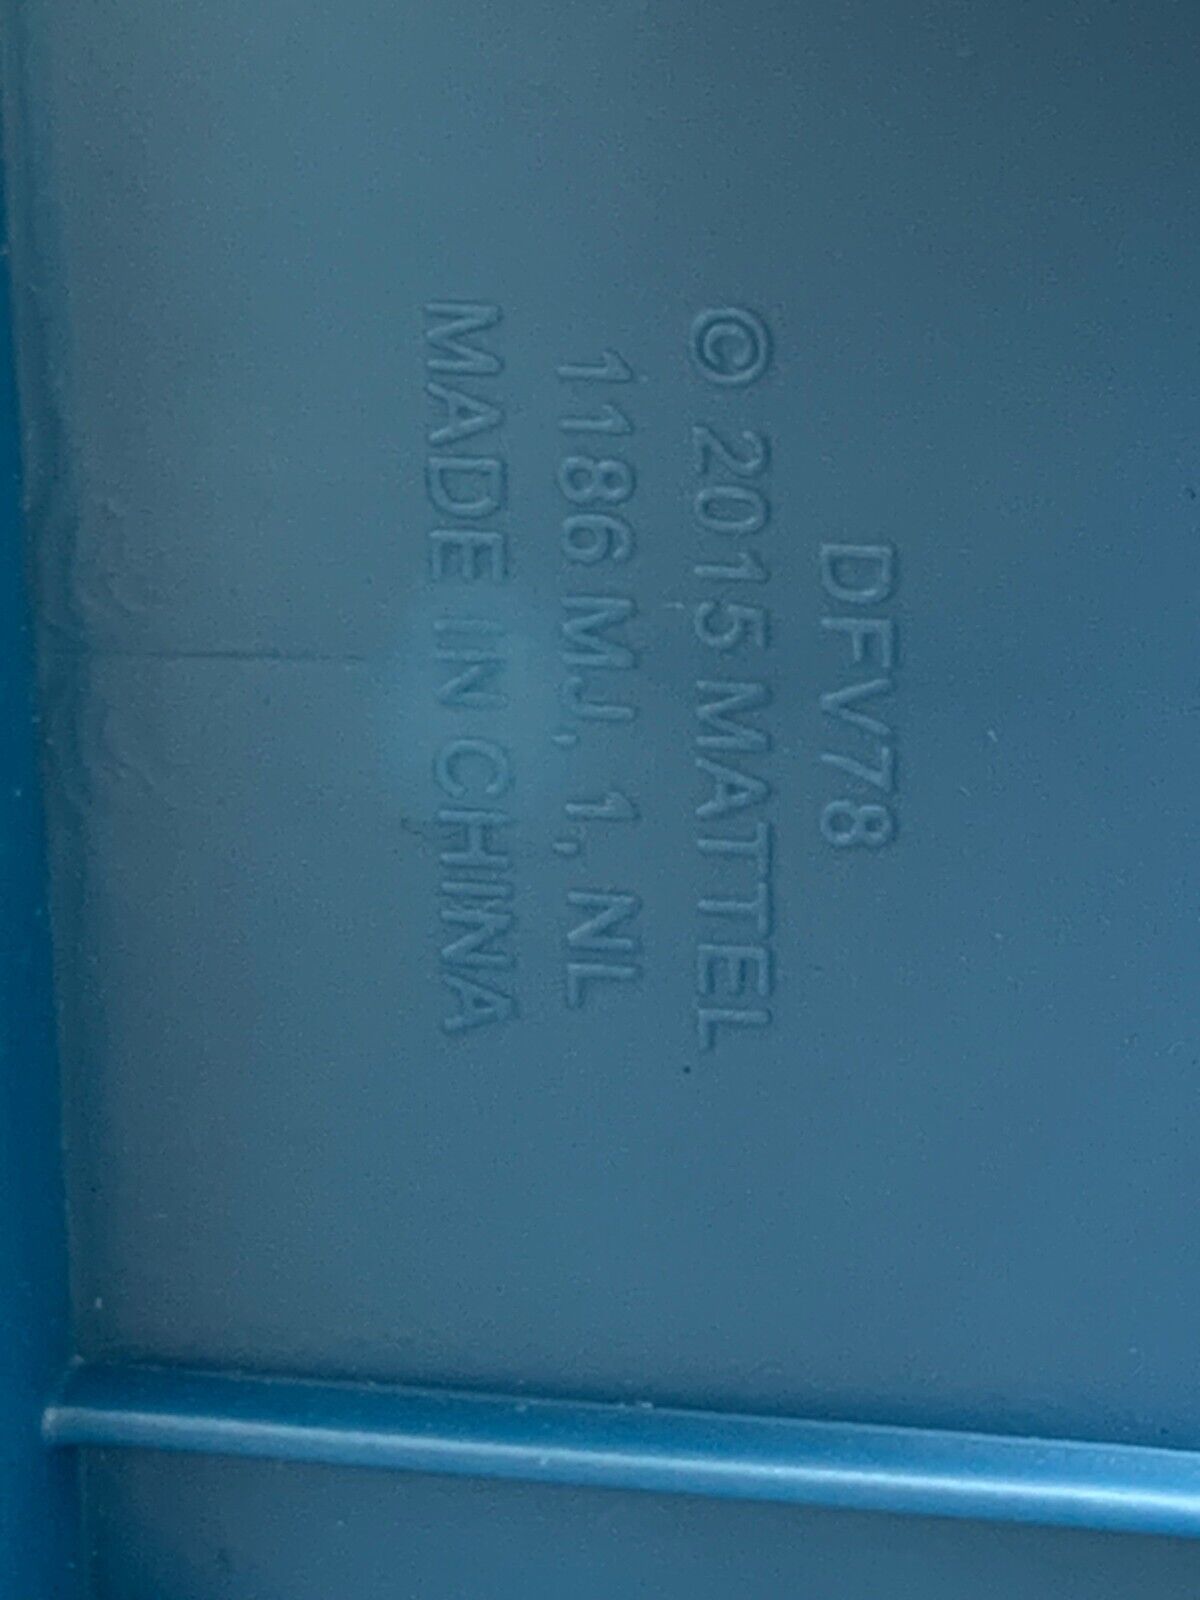 DFV78
© 2015 MATTEL
1186 MJ, 1, NL
MADE IN CHINA